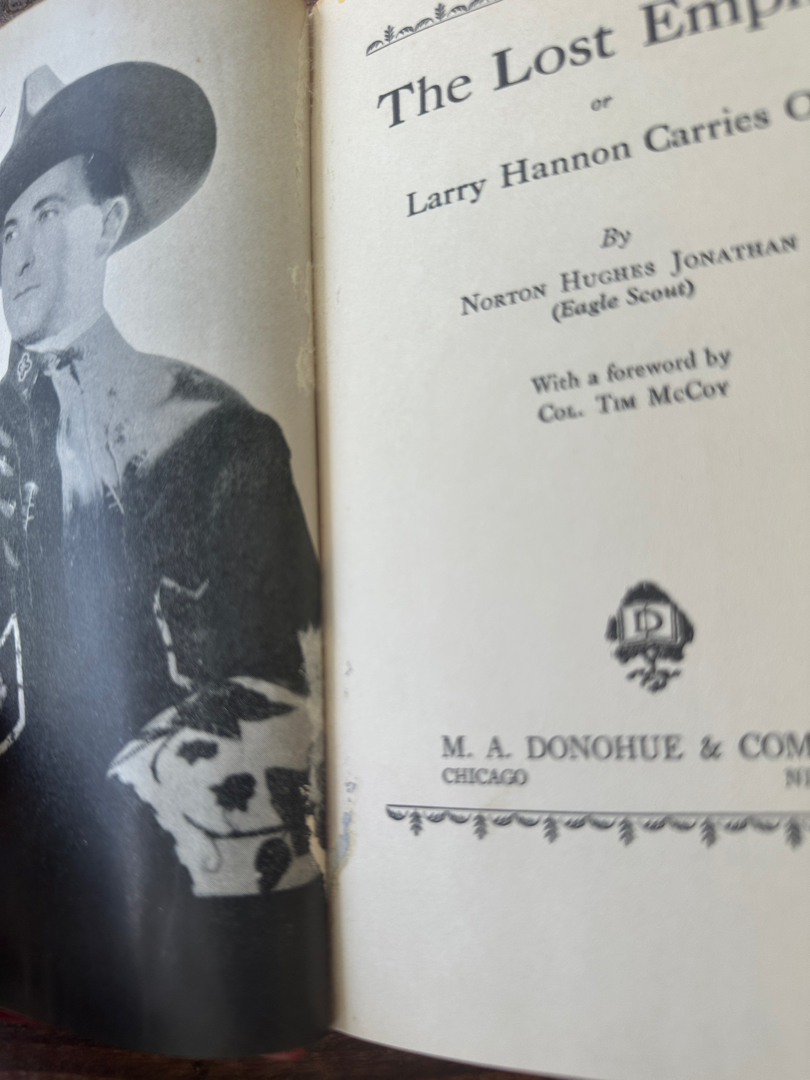 The Lost Emp
or
Larry Hannon Carries O
By
NORTON HUGHES JONATHAN
(Eagle Scout)
With a foreword by
COL. TIM MCCOY
D
M. A. DONOHUE & COM
CHICAGO NE